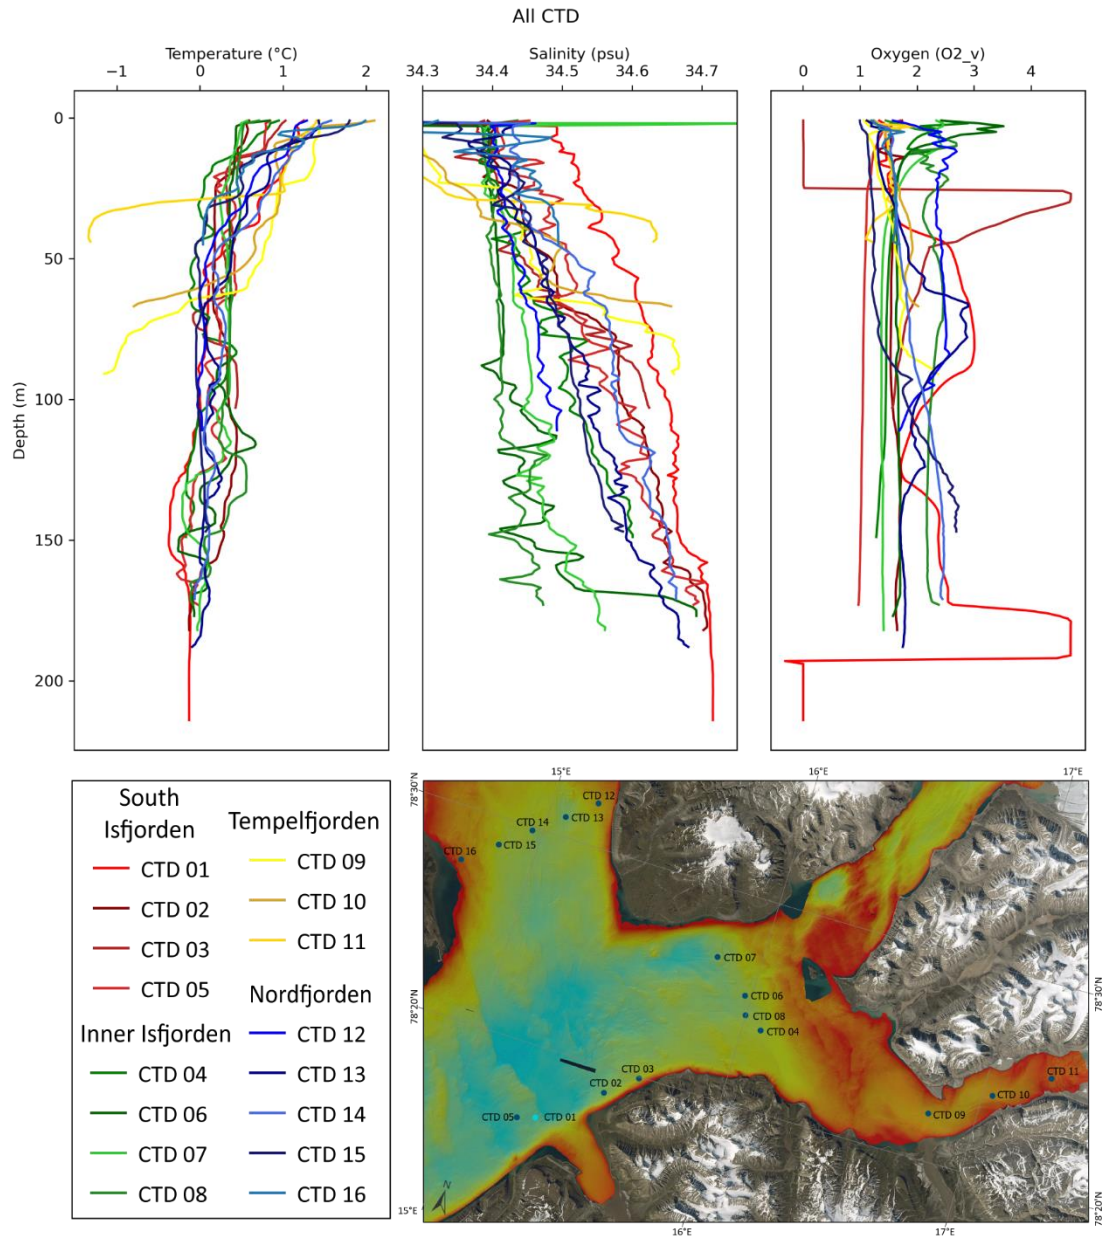 All CTD
Temperature (°C)
−1 0 1 2
Salinity (psu)
34.3 34.4 34.5 34.6 34.7
Oxygen (O2_v)
0 1 2 3 4
Depth (m)
0
50
100
150
200
South
Isfjorden
CTD 01
CTD 02
CTD 03
CTD 05
Inner Isfjorden
CTD 04
CTD 06
CTD 07
CTD 08
Tempelfjorden
CTD 09
CTD 10
CTD 11
Nordfjorden
CTD 12
CTD 13
CTD 14
CTD 15
CTD 16
15°E 16°E 17°E
78°30'N
78°20'N
15°E
16°E 17°E
78°30'N
78°20'N
CTD 12
CTD 13
CTD 14
CTD 15
CTD 16
CTD 07
CTD 06
CTD 08
CTD 04
CTD 03
CTD 02
CTD 05
CTD 01
CTD 11
CTD 10
CTD 09
N